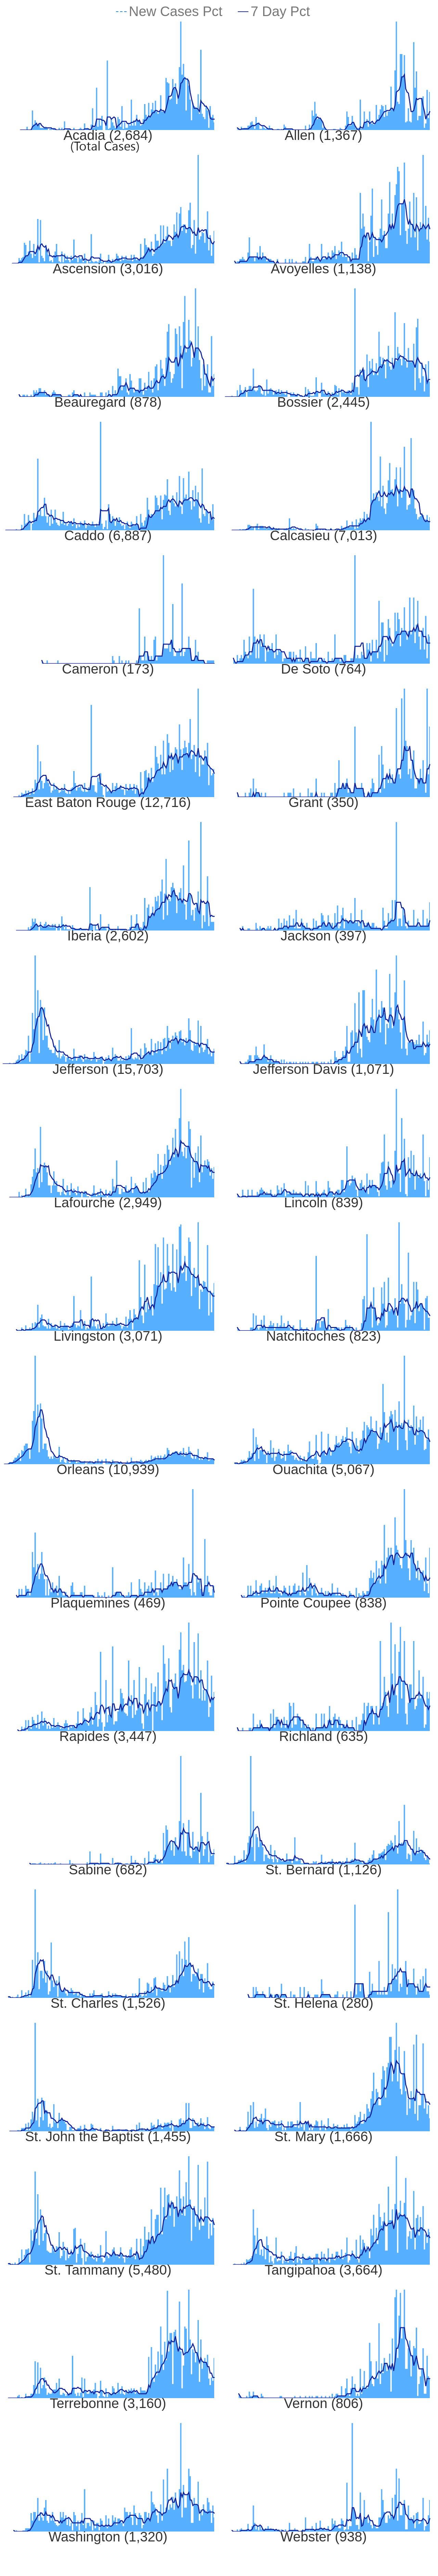 New Cases Pct 7 Day Pct
Acadia (2,684) Allen (1,367)
(Total Cases)
Ascension (3,016) Avoyelles (1,138)
Beauregard (878) Bossier (2,445)
Caddo (6,887) Calcasieu (7,013)
Cameron (173) De Soto (764)
East Baton Rouge (12,716) Grant (350)
Iberia (2,602) Jackson (397)
Jefferson (15,703) Jefferson Davis (1,071)
Lafourche (2,949) Lincoln (839)
Livingston (3,071) Natchitoches (823)
Orleans (10,939) Ouachita (5,067)
Plaquemines (469) Pointe Coupee (838)
Rapides (3,447) Richland (635)
Sabine (682) St. Bernard (1,126)
St. Charles (1,526) St. Helena (280)
St. John the Baptist (1,455) St. Mary (1,666)
St. Tammany (5,480) Tangipahoa (3,664)
Terrebonne (3,160) Vernon (806)
Washington (1,320) Webster (938)